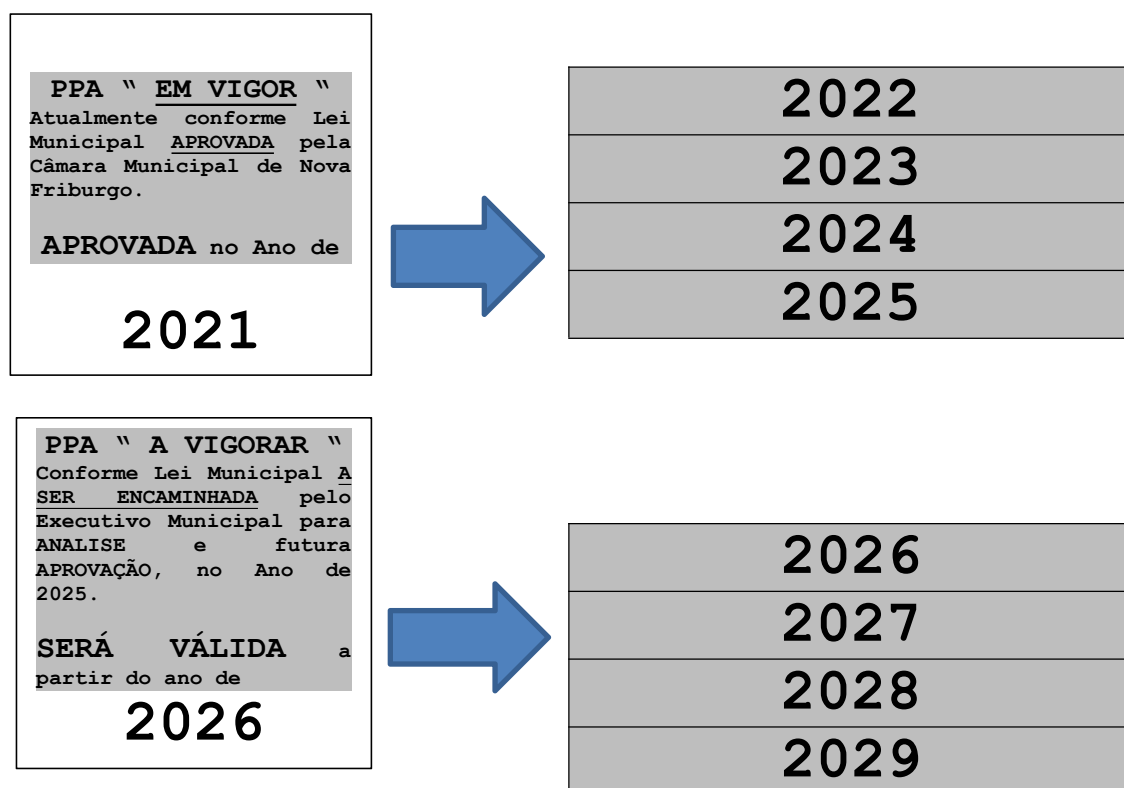 PPA “ EM VIGOR “
Atualmente conforme Lei
Municipal APROVADA pela
Câmara Municipal de Nova
Friburgo.
APROVADA no Ano de
2021
2022
2023
2024
2025
PPA “ A VIGORAR “
Conforme Lei Municipal A
SER ENCAMINHADA pelo
Executivo Municipal para
ANALISE e futura
APROVAÇÃO, no Ano de
2025.
SERÁ VÁLIDA a
partir do ano de
2026
2026
2027
2028
2029